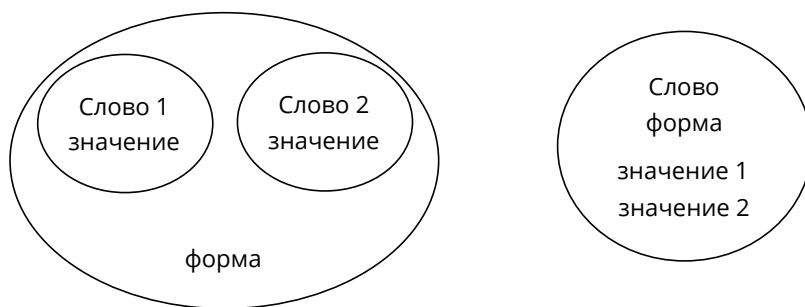 Слово 1
значение
Слово 2
значение
форма
Слово
форма
значение 1
значение 2